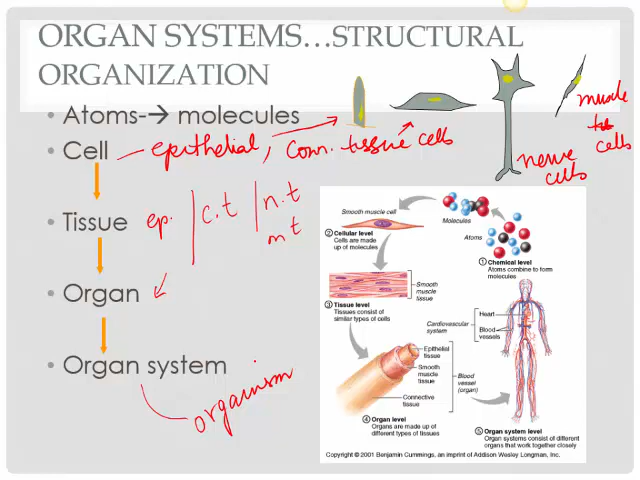 ORGAN SYSTEMS...STRUCTURAL
ORGANIZATION
• Atoms-→ molecules
• Cell – epithelial, Conn. tissue cells
nerve
cells
muscle
cells
• Tissue ep. | c.t | n.t
m t
• Organ
• Organ system
organism
Smooth muscle cell
Molecules
2 Cellular level
Cells are made
up of molecules
Atoms
1 Chemical level
Atoms combine to form
molecules
Smooth
muscle
tissue
3 Tissue level
Tissues consist of
similar types of cells
Heart
Cardiovascular
system
Blood
vessels
Epithelial
tissue
Smooth
muscle
tissue
Blood
vessel
(organ)
Connective
tissue
4 Organ level
Organs are made up of
different types of tissues
5 Organ system level
Organ systems consist of different
organs that work together closely
Copyright © 2001 Benjamin Cummings, an imprint of Addison Wesley Longman, Inc.